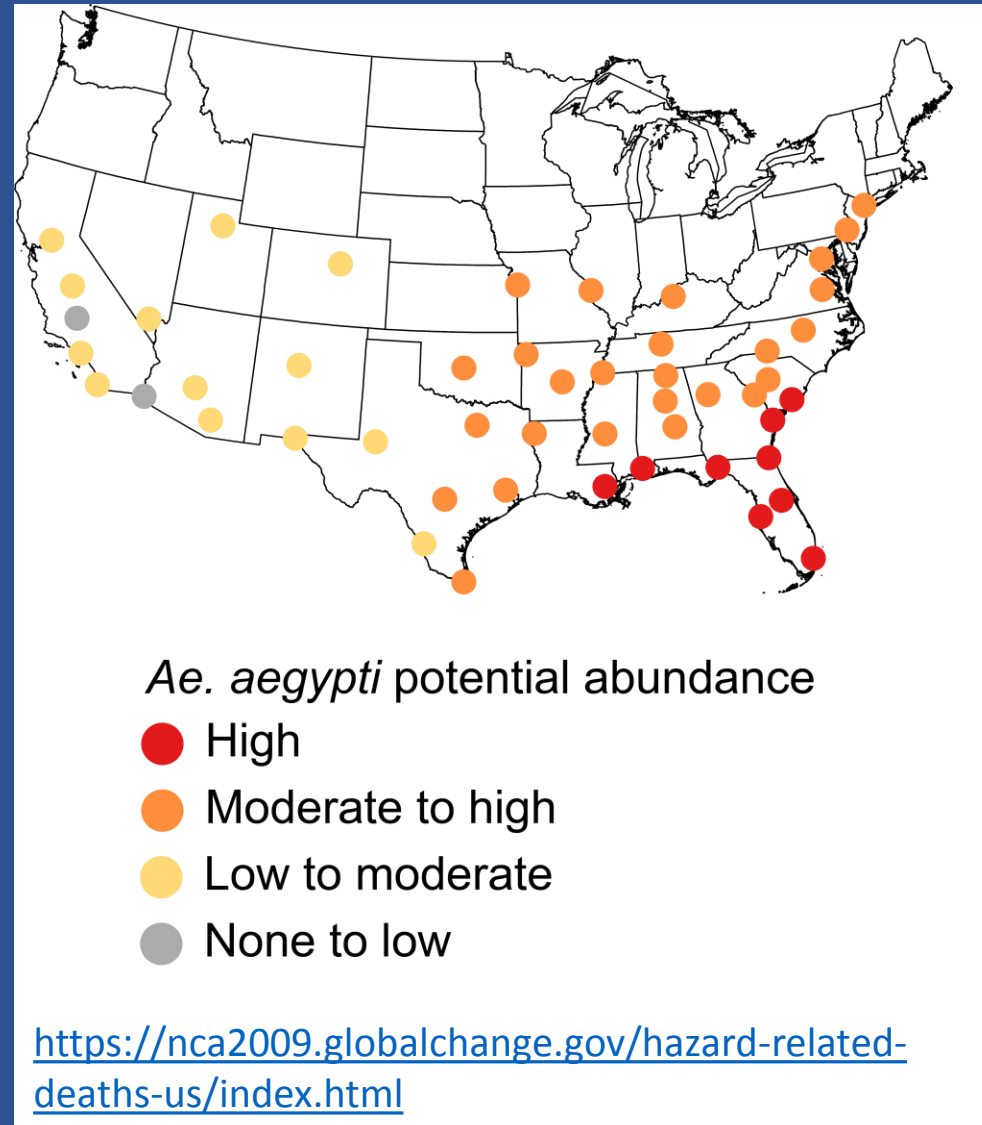 Ae. aegypti potential abundance
High
Moderate to high
Low to moderate
None to low
https://nca2009.globalchange.gov/hazard-related-
deaths-us/index.html